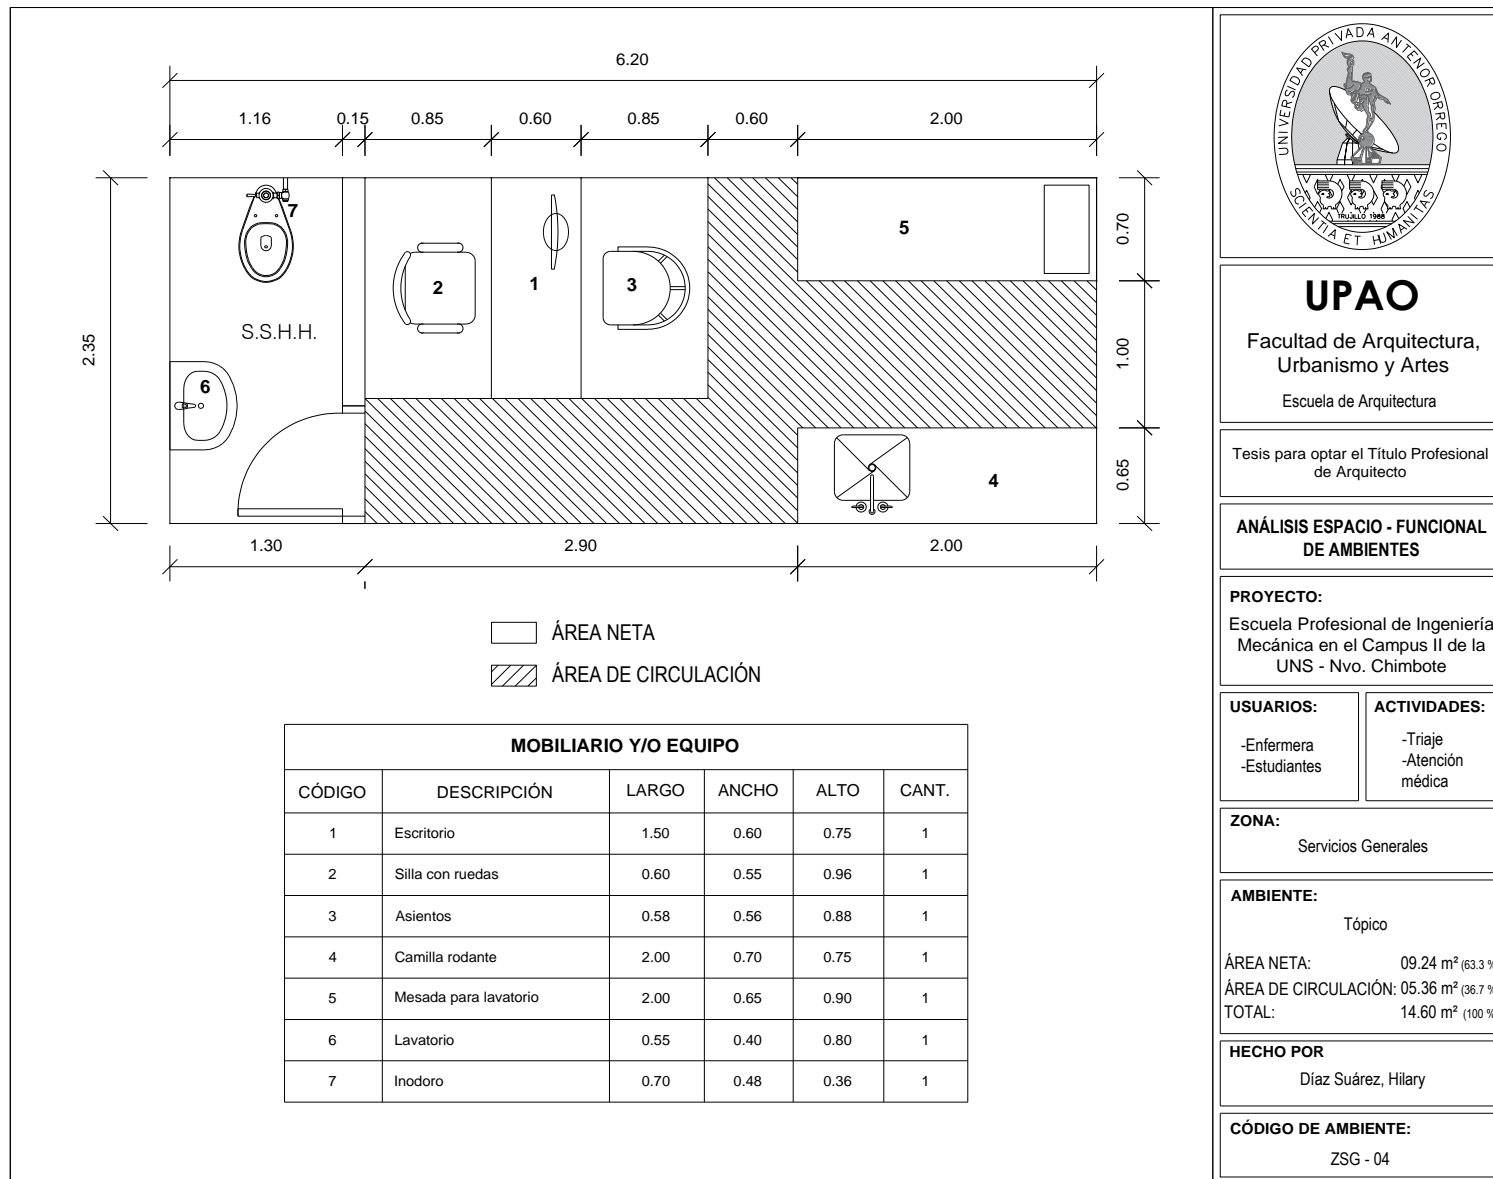 6.20
1.16 0.15 0.85 0.60 0.85 0.60 2.00
2.35
7
5
0.70
2
1
3
S.S.H.H.
1.00
6
4
0.65
1.30 2.90 2.00
ÁREA NETA
ÁREA DE CIRCULACIÓN
MOBILIARIO Y/O EQUIPO
CÓDIGO DESCRIPCIÓN LARGO ANCHO ALTO CANT.
1 Escritorio 1.50 0.60 0.75 1
2 Silla con ruedas 0.60 0.55 0.96 1
3 Asientos 0.58 0.56 0.88 1
4 Camilla rodante 2.00 0.70 0.75 1
5 Mesada para lavatorio 2.00 0.65 0.90 1
6 Lavatorio 0.55 0.40 0.80 1
7 Inodoro 0.70 0.48 0.36 1
UNIVERSIDAD PRIVADA ANTENOR ORREGO
TRUJILLO 1988
SCIENTIA ET HUMANITAS
UPAO
Facultad de Arquitectura,
Urbanismo y Artes
Escuela de Arquitectura
Tesis para optar el Título Profesional
de Arquitecto
ANÁLISIS ESPACIO - FUNCIONAL
DE AMBIENTES
PROYECTO:
Escuela Profesional de Ingeniería
Mecánica en el Campus II de la
UNS - Nvo. Chimbote
USUARIOS:
-Enfermera
-Estudiantes
ACTIVIDADES:
-Triaje
-Atención
médica
ZONA:
Servicios Generales
AMBIENTE:
Tópico
ÁREA NETA: 09.24 m² (63.3 %
ÁREA DE CIRCULACIÓN: 05.36 m² (36.7 %
TOTAL: 14.60 m² (100 %
HECHO POR
Díaz Suárez, Hilary
CÓDIGO DE AMBIENTE:
ZSG - 04